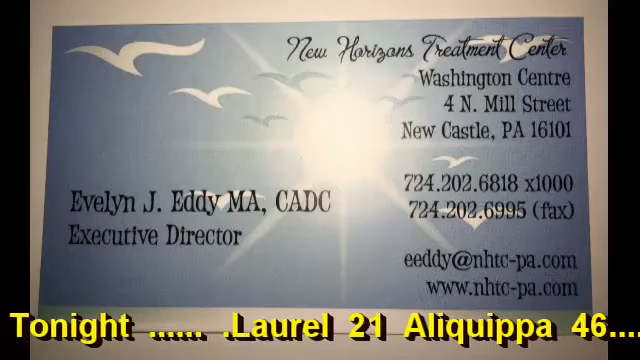 New Horizons Treatment Center
Washington Centre
4 N. Mill Street
New Castle, PA 16101
724.202.6818 x1000
724.202.6995 (fax)
Evelyn J. Eddy MA, CADC
Executive Director
eeddy@nhtc-pa.com
www.nhtc-pa.com
Tonight ...... .Laurel 21 Aliquippa 46....